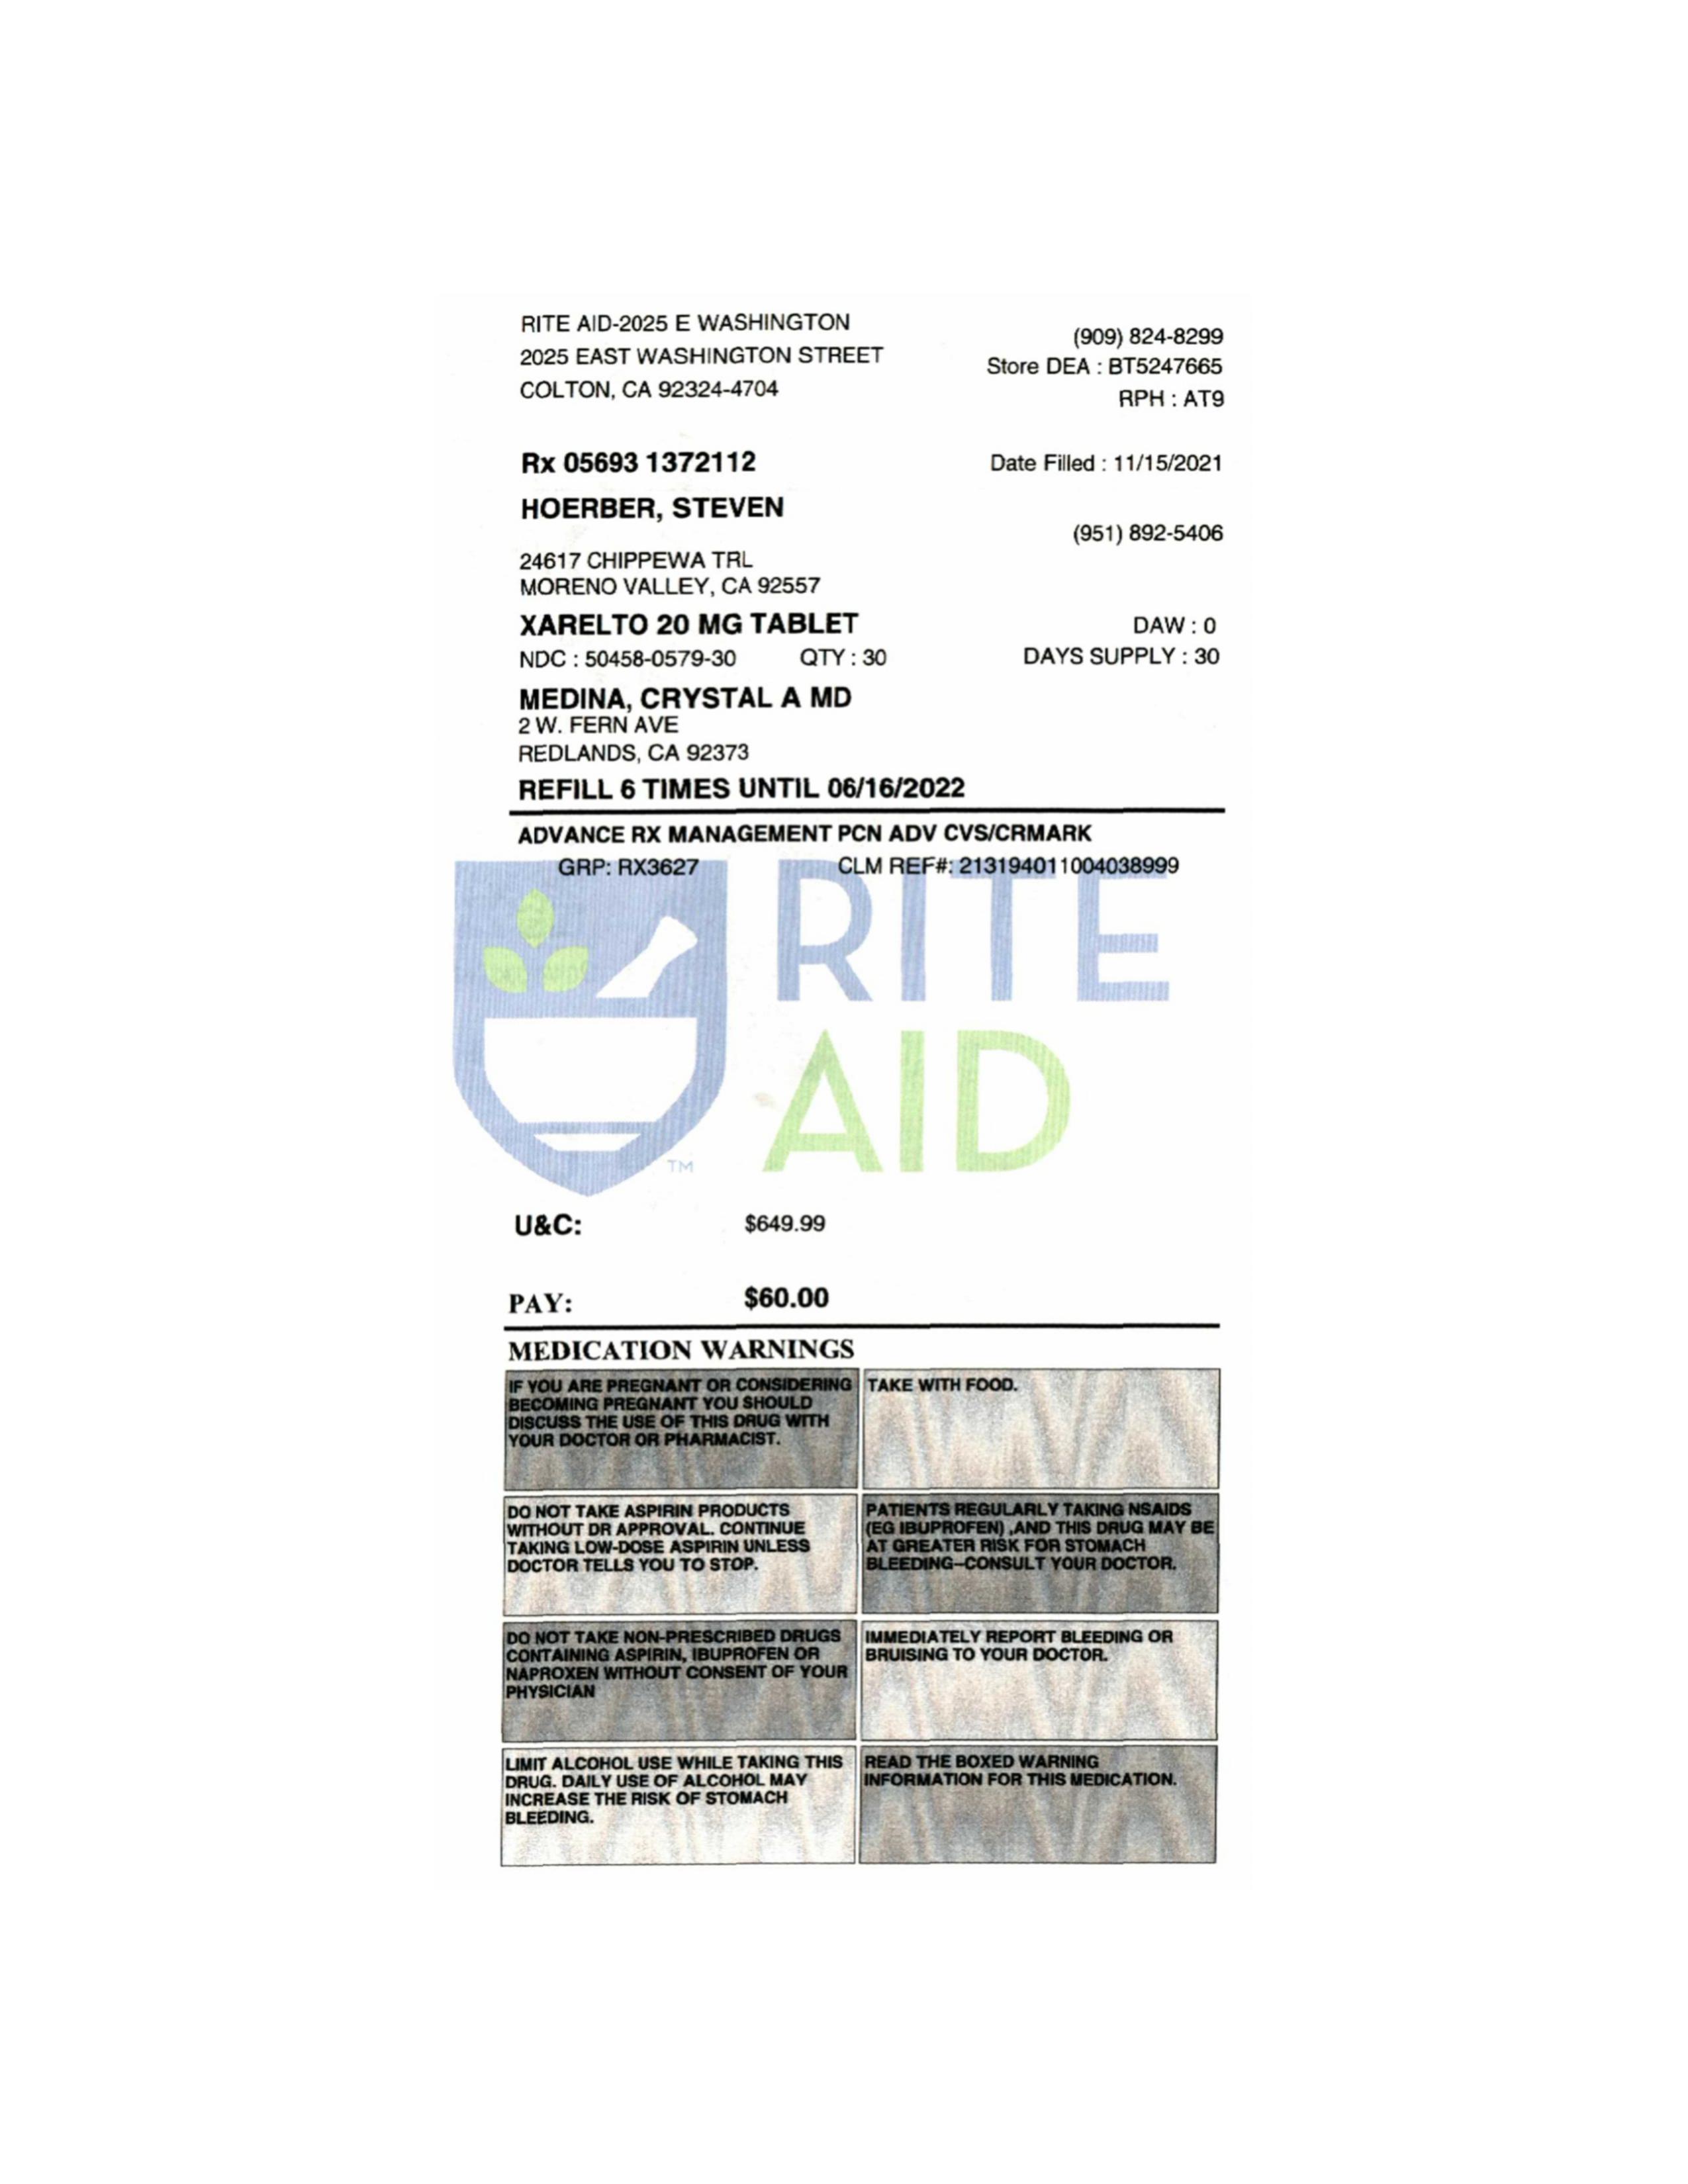 RITE AID-2025 E WASHINGTON
2025 EAST WASHINGTON STREET
COLTON, CA 92324-4704
(909) 824-8299
Store DEA : BT5247665
RPH : AT9
Rx 05693 1372112
Date Filled : 11/15/2021
HOERBER, STEVEN
(951) 892-5406
24617 CHIPPEWA TRL
MORENO VALLEY, CA 92557
XARELTO 20 MG TABLET
DAW : 0
NDC : 50458-0579-30 QTY : 30
DAYS SUPPLY : 30
MEDINA, CRYSTAL A MD
2 W. FERN AVE
REDLANDS, CA 92373
REFILL 6 TIMES UNTIL 06/16/2022
ADVANCE RX MANAGEMENT PCN ADV CVS/CRMARK
GRP: RX3627 CLM REF#: 213194011004038999
RITE
AID
TM
U&C: $649.99
PAY: $60.00
MEDICATION WARNINGS
IF YOU ARE PREGNANT OR CONSIDERING
BECOMING PREGNANT YOU SHOULD
DISCUSS THE USE OF THIS DRUG WITH
YOUR DOCTOR OR PHARMACIST.
TAKE WITH FOOD.
DO NOT TAKE ASPIRIN PRODUCTS
WITHOUT DR APPROVAL. CONTINUE
TAKING LOW-DOSE ASPIRIN UNLESS
DOCTOR TELLS YOU TO STOP.
PATIENTS REGULARLY TAKING NSAIDS
(EG IBUPROFEN) ,AND THIS DRUG MAY BE
AT GREATER RISK FOR STOMACH
BLEEDING--CONSULT YOUR DOCTOR.
DO NOT TAKE NON-PRESCRIBED DRUGS
CONTAINING ASPIRIN, IBUPROFEN OR
NAPROXEN WITHOUT CONSENT OF YOUR
PHYSICIAN
IMMEDIATELY REPORT BLEEDING OR
BRUISING TO YOUR DOCTOR.
LIMIT ALCOHOL USE WHILE TAKING THIS
DRUG. DAILY USE OF ALCOHOL MAY
INCREASE THE RISK OF STOMACH
BLEEDING.
READ THE BOXED WARNING
INFORMATION FOR THIS MEDICATION.